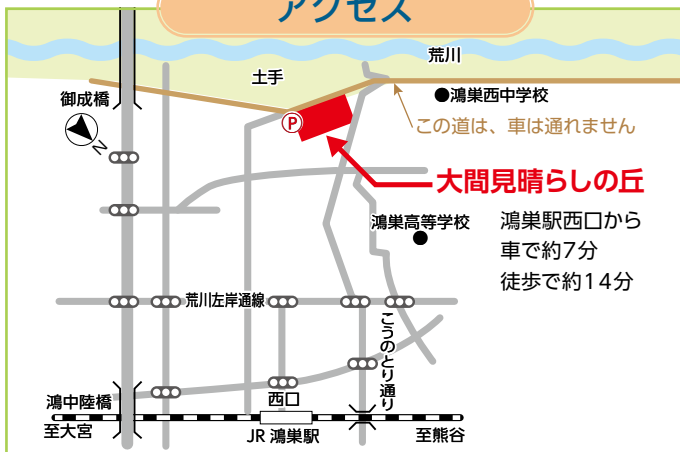 アクセス
荒川
土手
御成橋
●鴻巣西中学校
P
この道は、車は通れません
N
大間見晴らしの丘
鴻巣高等学校
鴻巣駅西口から
車で約7分
徒歩で約14分
荒川左岸通線
こうのとり通り
鴻中陸橋
西口
至大宮
JR 鴻巣駅
至熊谷